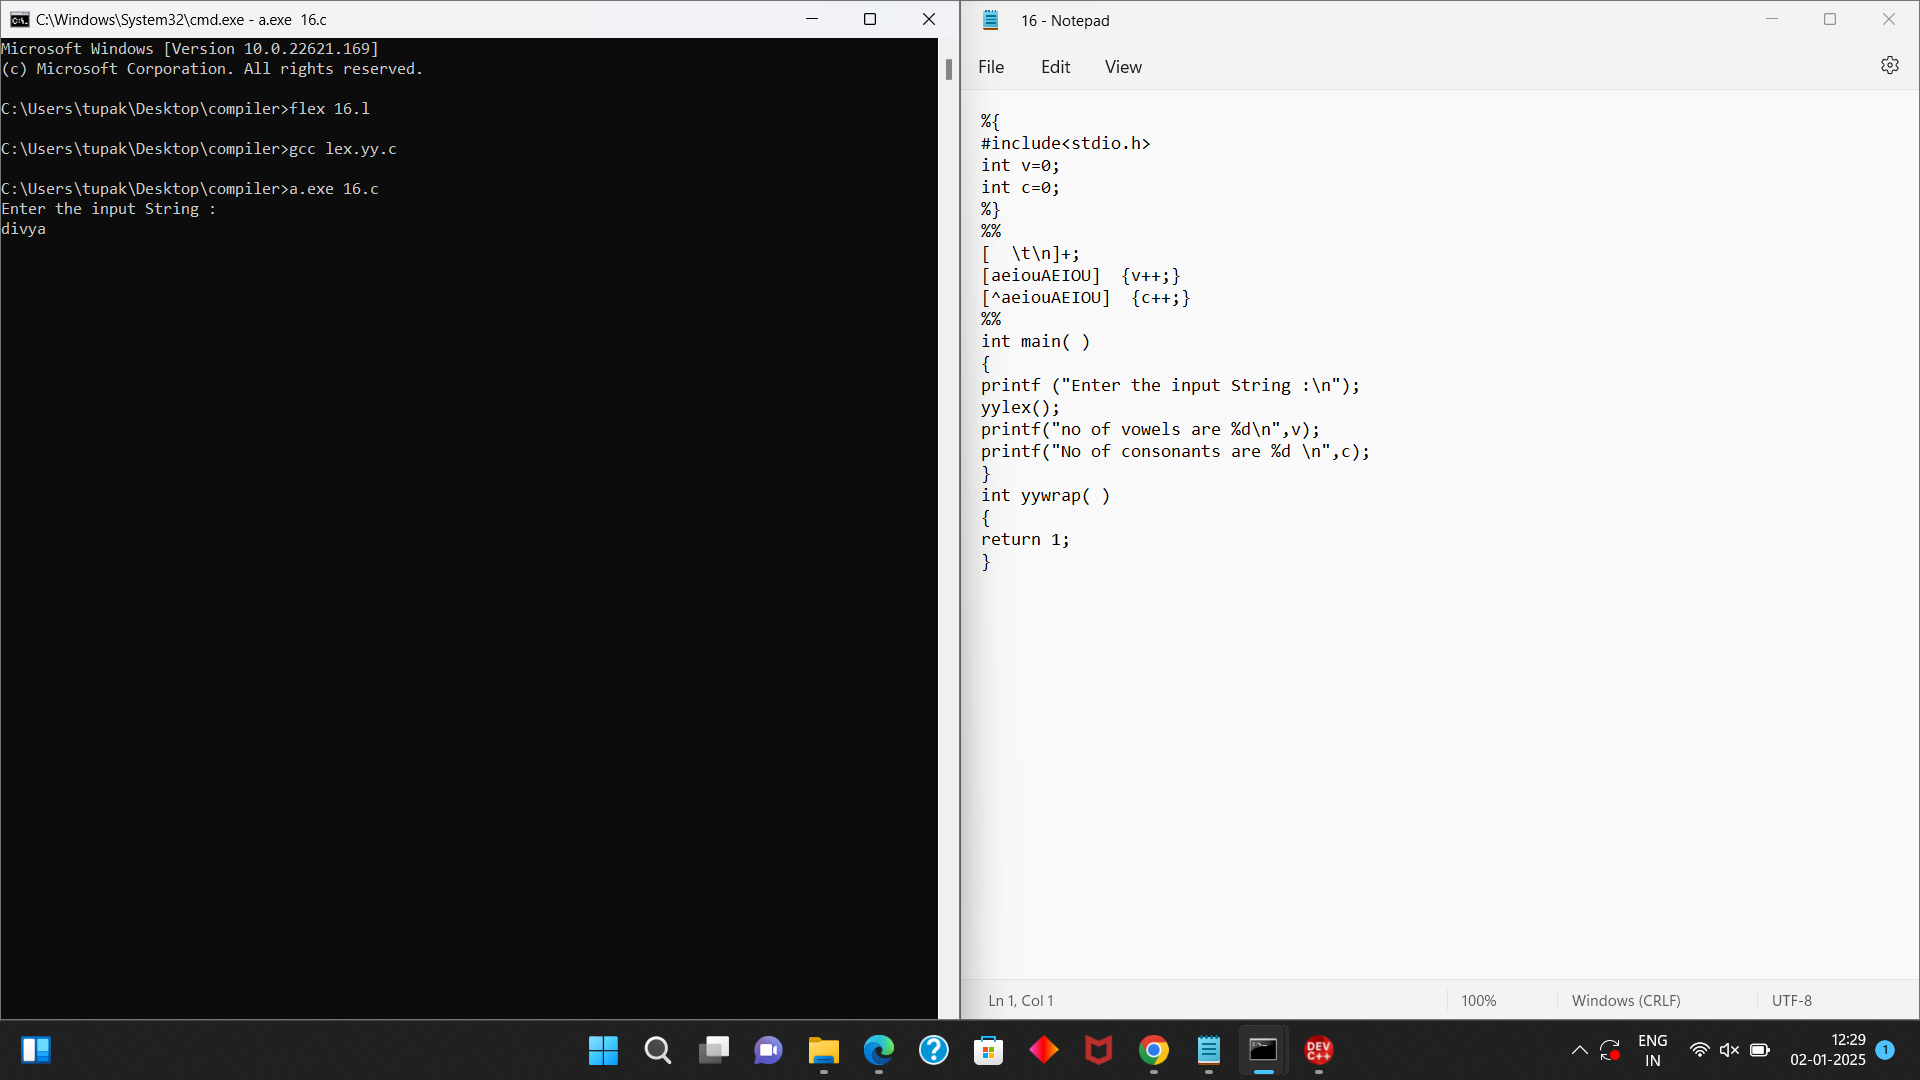 C:\Windows\System32\cmd.exe - a.exe  16.c
Microsoft Windows [Version 10.0.22621.169]
(c) Microsoft Corporation. All rights reserved.
C:\Users\tupak\Desktop\compiler>flex 16.l
C:\Users\tupak\Desktop\compiler>gcc lex.yy.c
C:\Users\tupak\Desktop\compiler>a.exe 16.c
Enter the input String :
divya
16 - Notepad
File Edit View
%{
#include<stdio.h>
int v=0;
int c=0;
%}
%%
[  \t\n]+;
[aeiouAEIOU]  {v++;}
[^aeiouAEIOU]  {c++;}
%%
int main( )
{
printf ("Enter the input String :\n");
yylex();
printf("no of vowels are %d\n",v);
printf("No of consonants are %d \n",c);
}
int yywrap( )
{
return 1;
}
Ln 1, Col 1 100% Windows (CRLF) UTF-8
DEV
C++
ENG
IN
12:29
02-01-2025
1